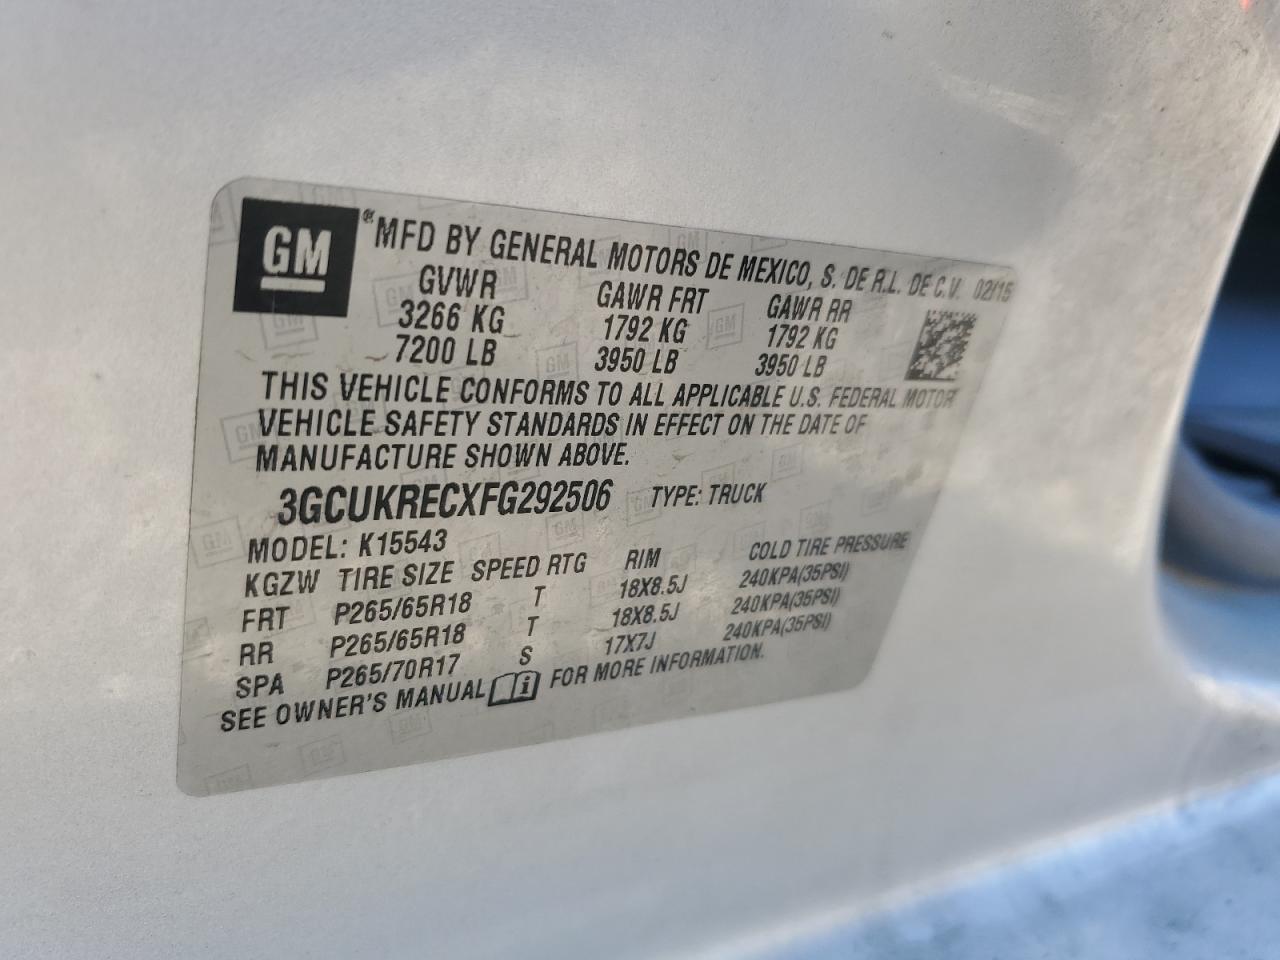 GM ® MFD BY GENERAL MOTORS DE MEXICO, S. DE R.L. DE C.V. 02/15
GVWR GAWR FRT GAWR RR
3266 KG 1792 KG 1792 KG
7200 LB 3950 LB 3950 LB
THIS VEHICLE CONFORMS TO ALL APPLICABLE U.S. FEDERAL MOTOR
VEHICLE SAFETY STANDARDS IN EFFECT ON THE DATE OF
MANUFACTURE SHOWN ABOVE.
3GCUKRECXFG292506 TYPE: TRUCK
MODEL: K15543
KGZW TIRE SIZE SPEED RTG RIM COLD TIRE PRESSURE
FRT P265/65R18 T 18X8.5J 240KPA(35PSI)
RR P265/65R18 T 18X8.5J 240KPA(35PSI)
SPA P265/70R17 S 17X7J 240KPA(35PSI)
SEE OWNER'S MANUAL i FOR MORE INFORMATION.